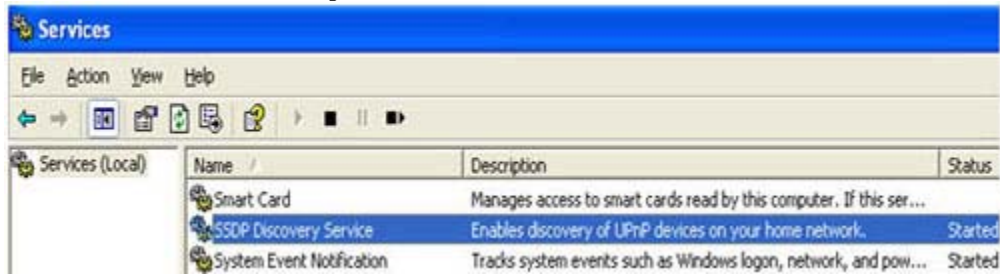 Services
File Action View Help
Services (Local) Name Description Status
Smart Card Manages access to smart cards read by this computer. If this ser...
SSDP Discovery Service Enables discovery of UPnP devices on your home network. Started
System Event Notification Tracks system events such as Windows logon, network, and pow... Started